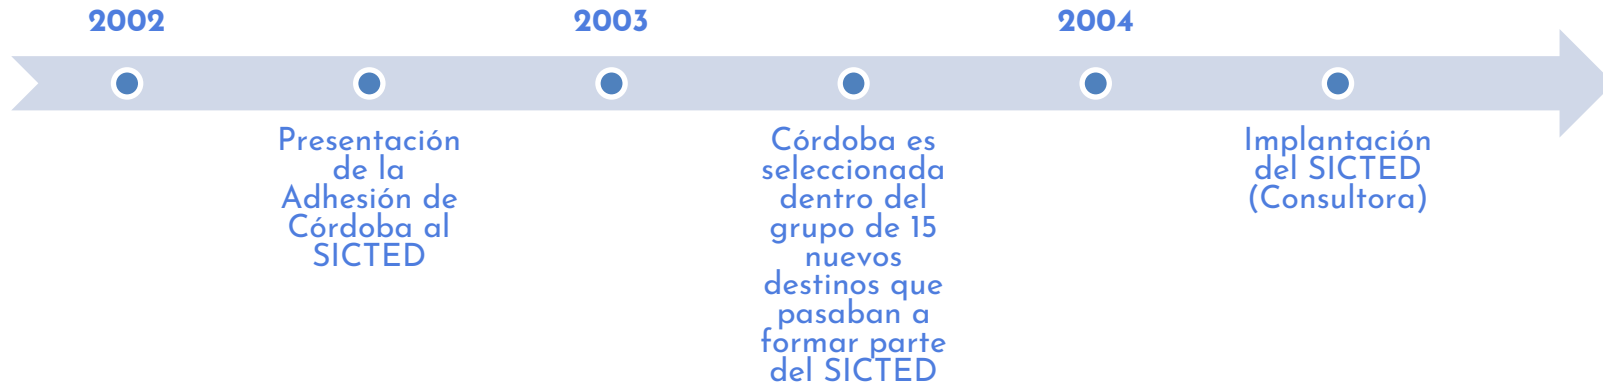 2002
Presentación
de la
Adhesión de
Córdoba al
SICTED
2003
Córdoba es
seleccionada
dentro del
grupo de 15
nuevos
destinos que
pasaban a
formar parte
del SICTED
2004
Implantación
del SICTED
(Consultora)